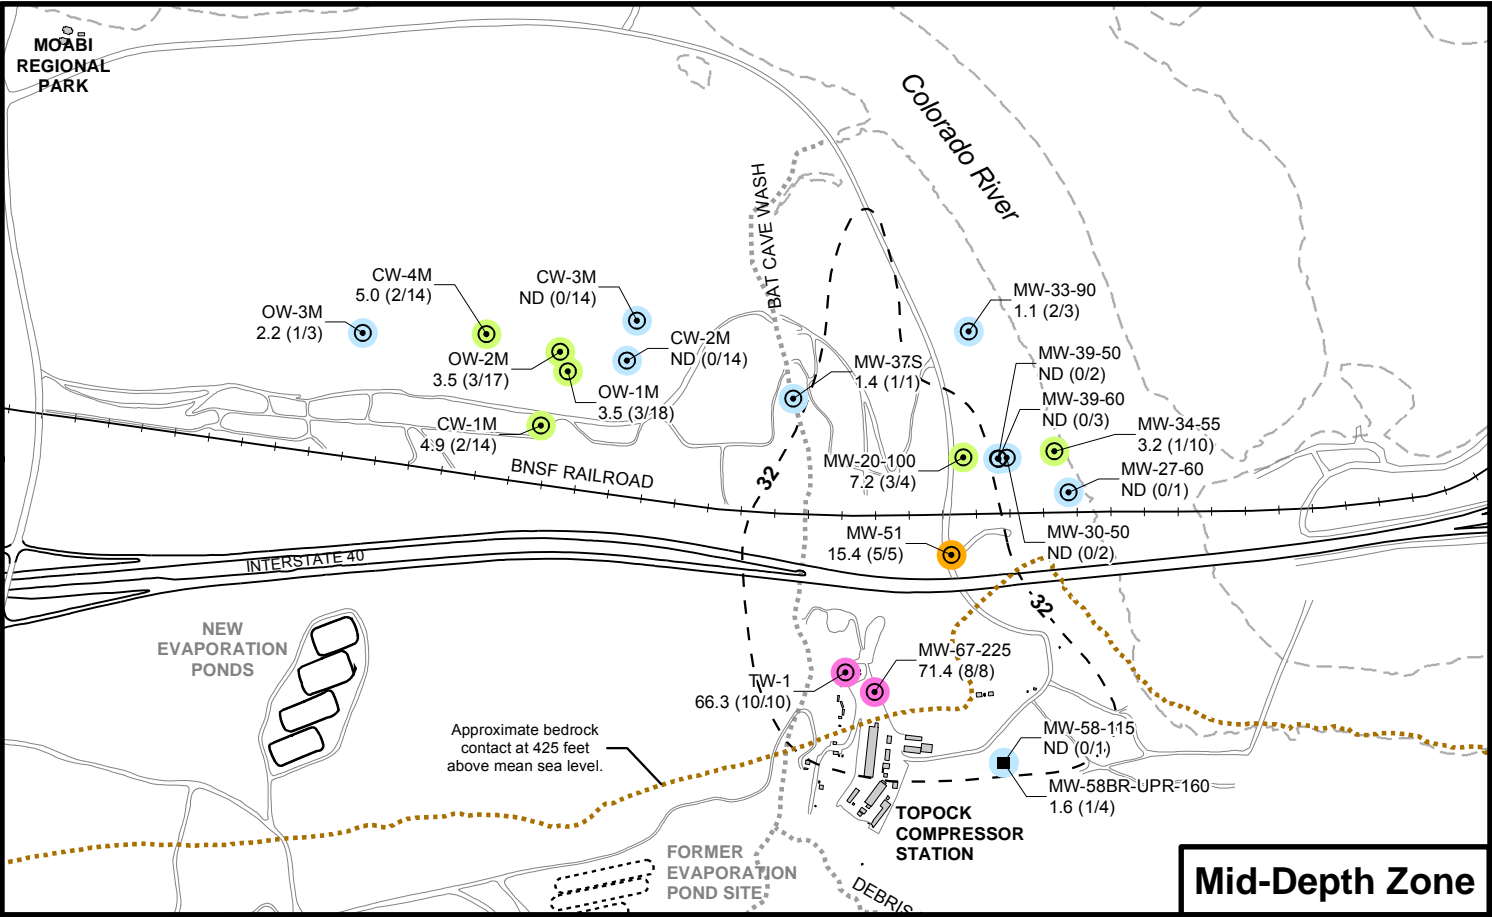 MOABI
REGIONAL
PARK
Colorado River
BAT CAVE WASH
CW-4M
5.0 (2/14)
CW-3M
ND (0/14)
OW-3M
2.2 (1/3)
MW-33-90
1.1 (2/3)
CW-2M
ND (0/14)
OW-2M
3.5 (3/17)
MW-37S
1.4 (1/1)
MW-39-50
ND (0/2)
OW-1M
3.5 (3/18)
MW-39-60
ND (0/3)
CW-1M
4.9 (2/14)
MW-34-55
3.2 (1/10)
MW-20-100
7.2 (3/4)
MW-27-60
ND (0/1)
BNSF RAILROAD
32
MW-51
15.4 (5/5)
MW-30-50
ND (0/2)
INTERSTATE 40
32
NEW
EVAPORATION
PONDS
MW-67-225
71.4 (8/8)
TW-1
66.3 (10/10)
Approximate bedrock
contact at 425 feet
above mean sea level.
MW-58-115
ND (0/1)
MW-58BR-UPR-160
1.6 (1/4)
TOPOCK
COMPRESSOR
STATION
FORMER
EVAPORATION
POND SITE
DEBRIS
Mid-Depth Zone